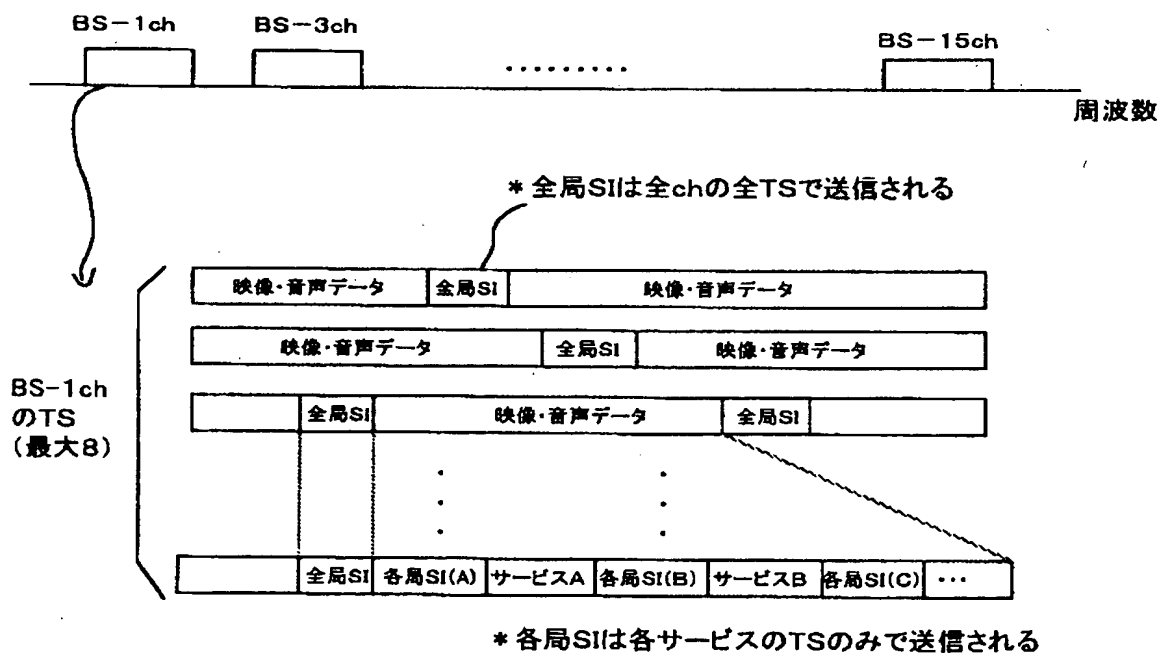 BS-1ch
BS-3ch
BS-15ch
・・・・・・・・・
周波数
*全局SIは全chの全TSで送信される
映像・音声データ 全局SI 映像・音声データ
映像・音声データ 全局SI 映像・音声データ
BS-1ch
のTS
(最大8)
全局SI 映像・音声データ 全局SI
全局SI 各局SI(A) サービスA 各局SI(B) サービスB 各局SI(C) ・・・
*各局SIは各サービスのTSのみで送信される